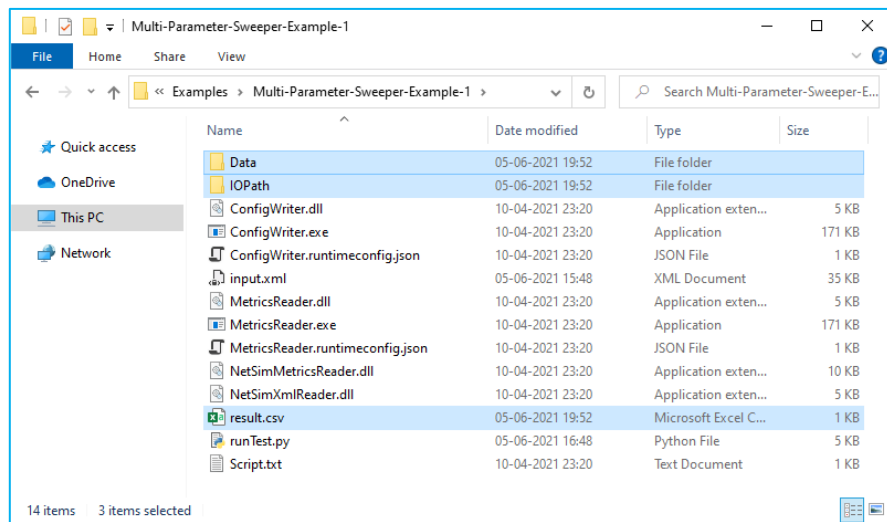 Multi-Parameter-Sweeper-Example-1
File Home Share View
« Examples > Multi-Parameter-Sweeper-Example-1 > Search Multi-Parameter-Sweeper-E...
Name Date modified Type Size
Quick access
OneDrive
This PC
Network
Data 05-06-2021 19:52 File folder
IOPath 05-06-2021 19:52 File folder
ConfigWriter.dll 10-04-2021 23:20 Application exten... 5 KB
ConfigWriter.exe 10-04-2021 23:20 Application 171 KB
ConfigWriter.runtimeconfig.json 10-04-2021 23:20 JSON File 1 KB
input.xml 05-06-2021 15:48 XML Document 35 KB
MetricsReader.dll 10-04-2021 23:20 Application exten... 5 KB
MetricsReader.exe 10-04-2021 23:20 Application 171 KB
MetricsReader.runtimeconfig.json 10-04-2021 23:20 JSON File 1 KB
NetSimMetricsReader.dll 10-04-2021 23:20 Application exten... 10 KB
NetSimXmlReader.dll 10-04-2021 23:20 Application exten... 5 KB
result.csv 05-06-2021 19:52 Microsoft Excel C... 1 KB
runTest.py 05-06-2021 16:48 Python File 5 KB
Script.txt 10-04-2021 23:20 Text Document 1 KB
14 items 3 items selected